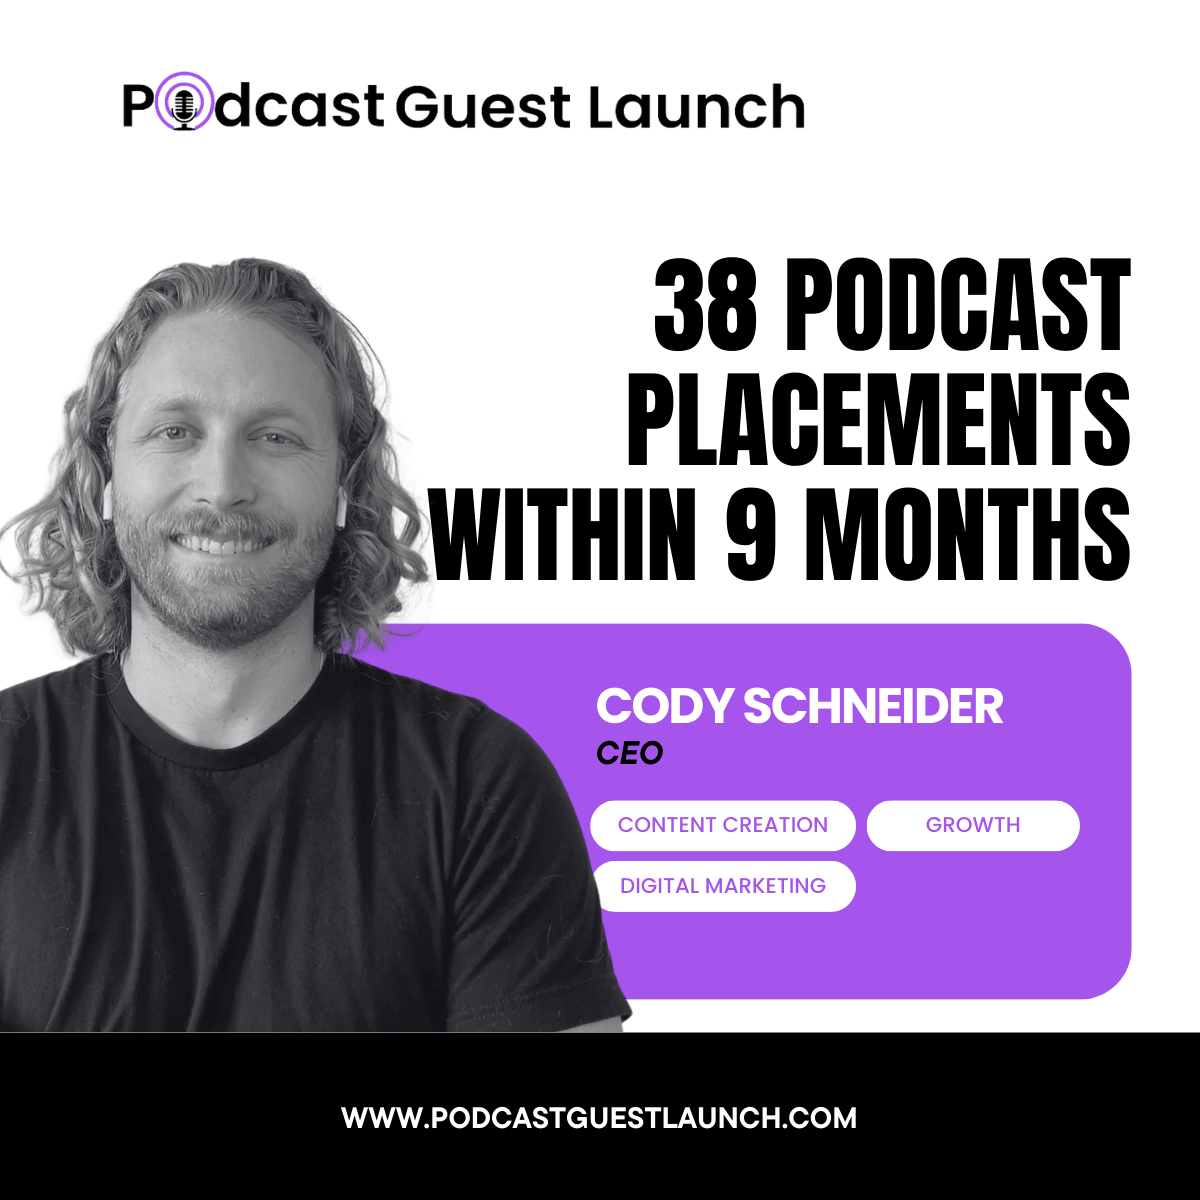 Podcast Guest Launch
38 PODCAST
PLACEMENTS
WITHIN 9 MONTHS
CODY SCHNEIDER
CEO
CONTENT CREATION
GROWTH
DIGITAL MARKETING
WWW.PODCASTGUESTLAUNCH.COM